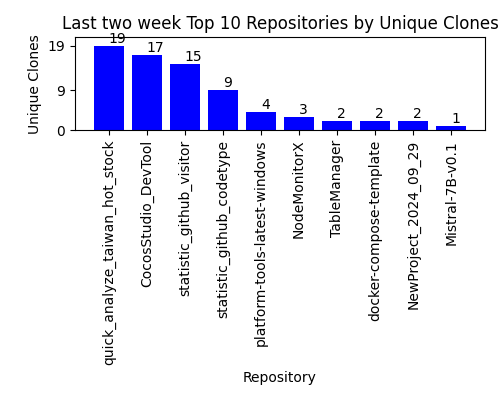 Last two week Top 10 Repositories by Unique Clones
Unique Clones
19
9
0
19
17
15
9
4
3
2
2
2
1
quick_analyze_taiwan_hot_stock
CocosStudio_DevTool
statistic_github_visitor
statistic_github_codetype
platform-tools-latest-windows
NodeMonitorX
TableManager
docker-compose-template
NewProject_2024_09_29
Mistral-7B-v0.1
Repository